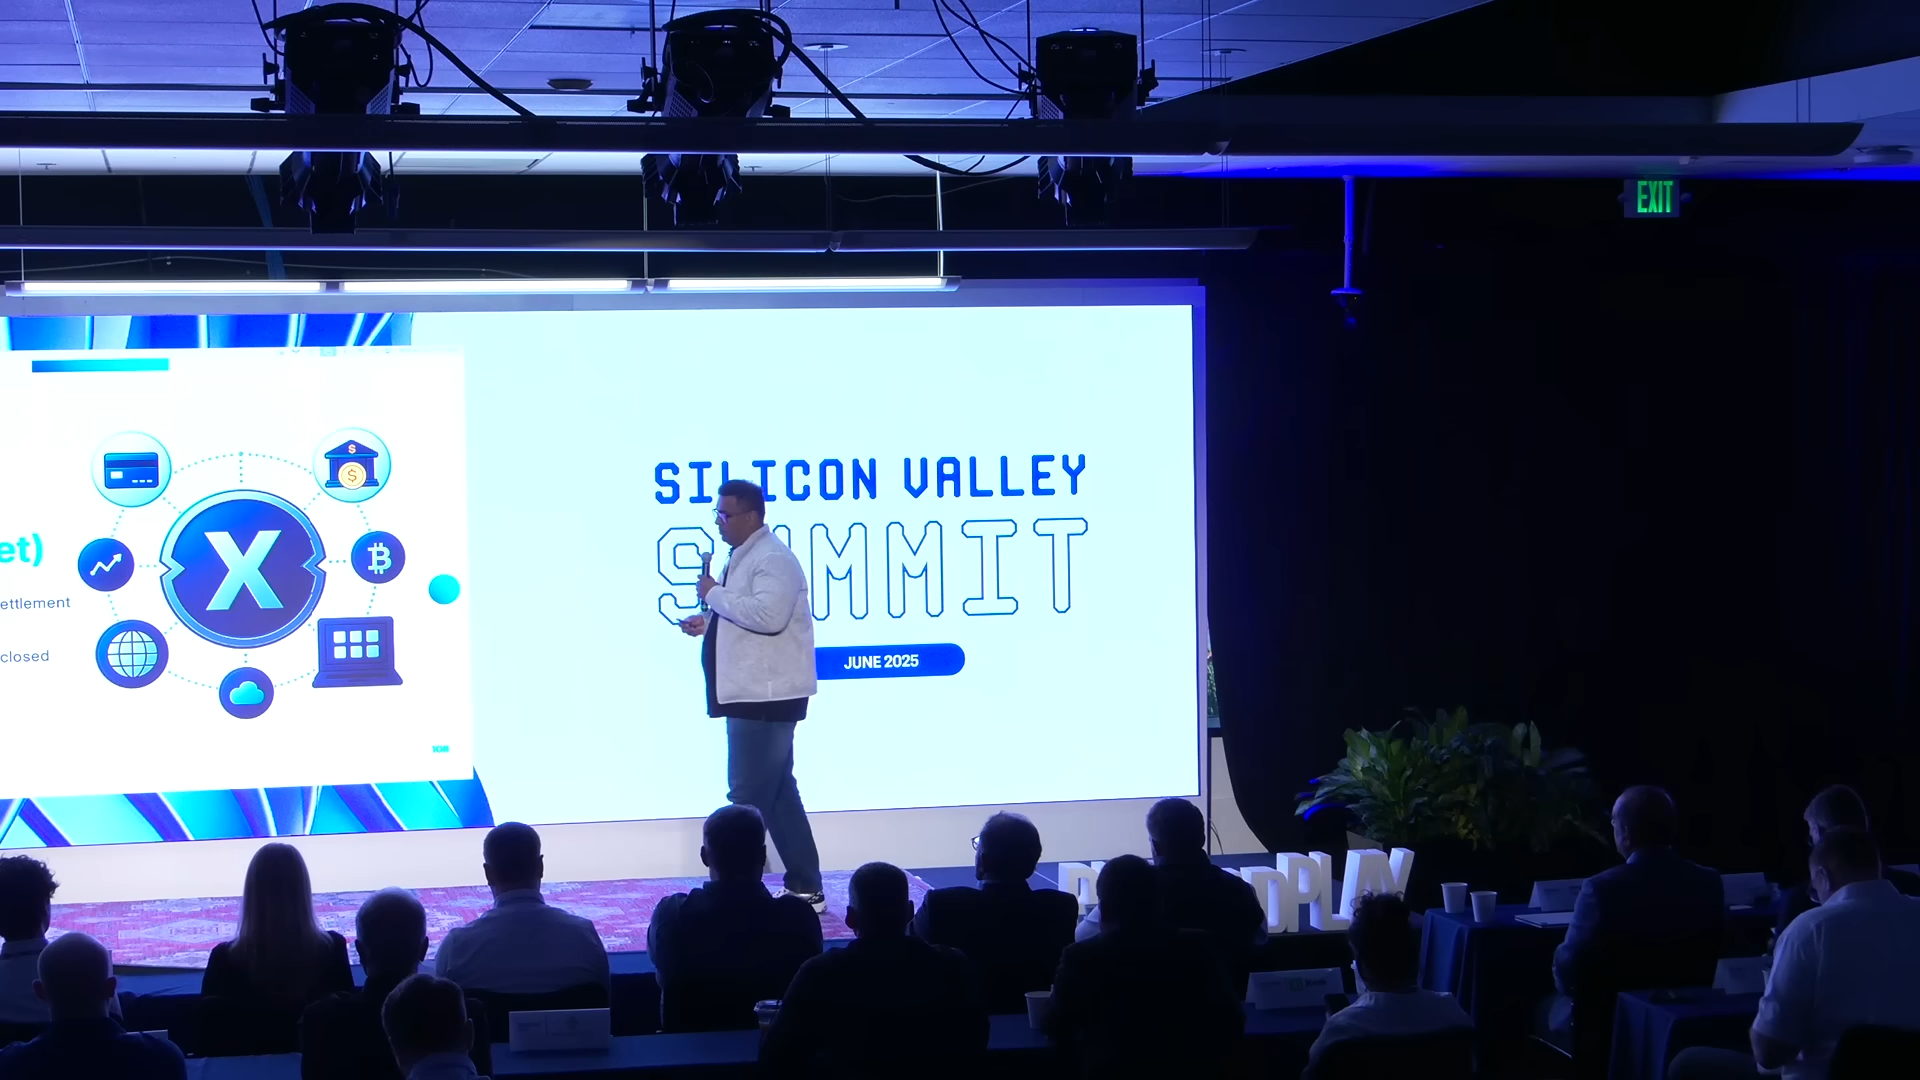 EXIT
SILICON VALLEY
SUMMIT
JUNE 2025
et)
ettlement
closed
X